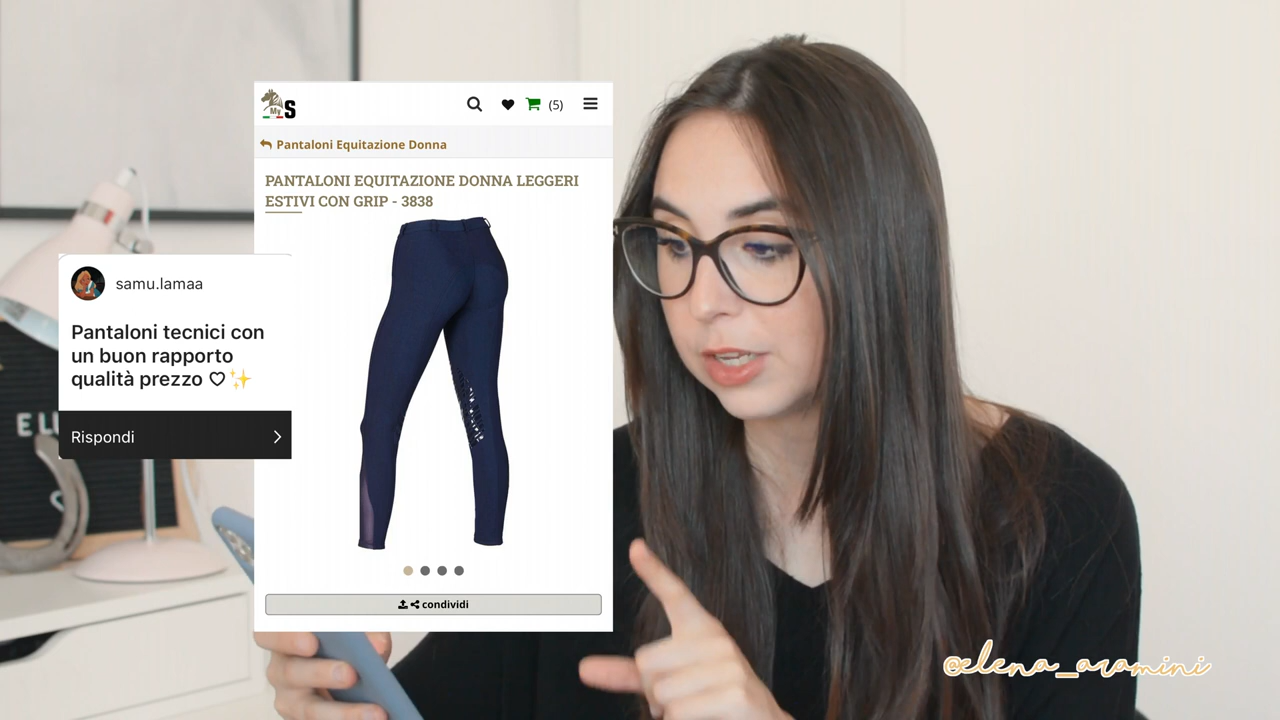 My S
(5)
Pantaloni Equitazione Donna
PANTALONI EQUITAZIONE DONNA LEGGERI
ESTIVI CON GRIP - 3838
samu.lamaa
Pantaloni tecnici con
un buon rapporto
qualità prezzo ♡✨
Rispondi
condividi
@elena_aramini